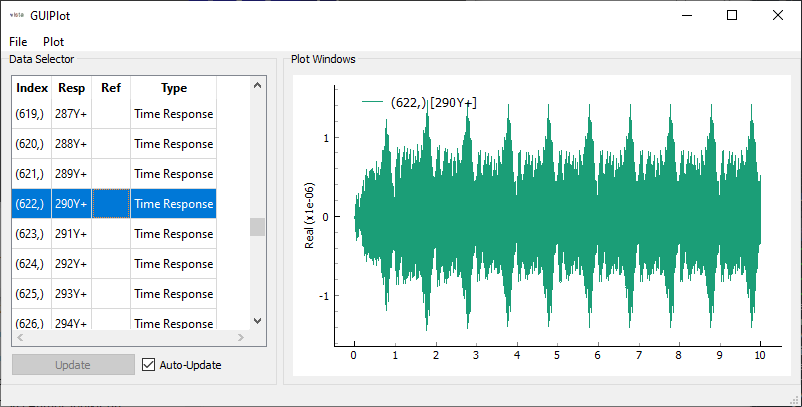 GUIPlot
File Plot
Data Selector
Index Resp Ref Type
(619,) 287Y+ Time Response
(620,) 288Y+ Time Response
(621,) 289Y+ Time Response
(622,) 290Y+ Time Response
(623,) 291Y+ Time Response
(624,) 292Y+ Time Response
(625,) 293Y+ Time Response
(626,) 294Y+ Time Response
Update Auto-Update
Plot Windows
(622,) [290Y+]
Real (x1e-06)
1
0
-1
0 1 2 3 4 5 6 7 8 9 10